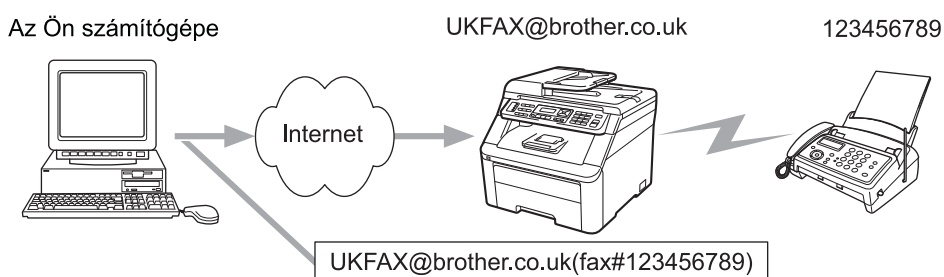 Az Ön számítógépe
UKFAX@brother.co.uk
123456789
Internet
UKFAX@brother.co.uk(fax#123456789)